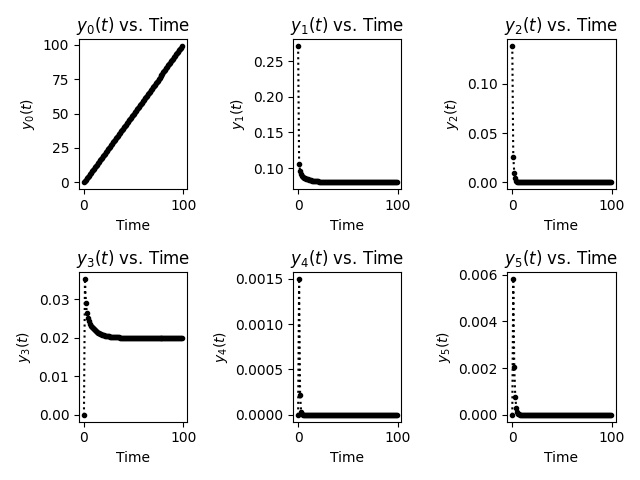 y₀(t) vs. Time
y₁(t) vs. Time
y₂(t) vs. Time
100
75
50
25
0
y₀(t)
0
100
Time
0.25
0.20
0.15
0.10
y₁(t)
0
100
Time
0.10
0.05
0.00
y₂(t)
0
100
Time
y₃(t) vs. Time
y₄(t) vs. Time
y₅(t) vs. Time
0.03
0.02
0.01
0.00
y₃(t)
0
100
Time
0.0015
0.0010
0.0005
0.0000
y₄(t)
0
100
Time
0.006
0.004
0.002
0.000
y₅(t)
0
100
Time